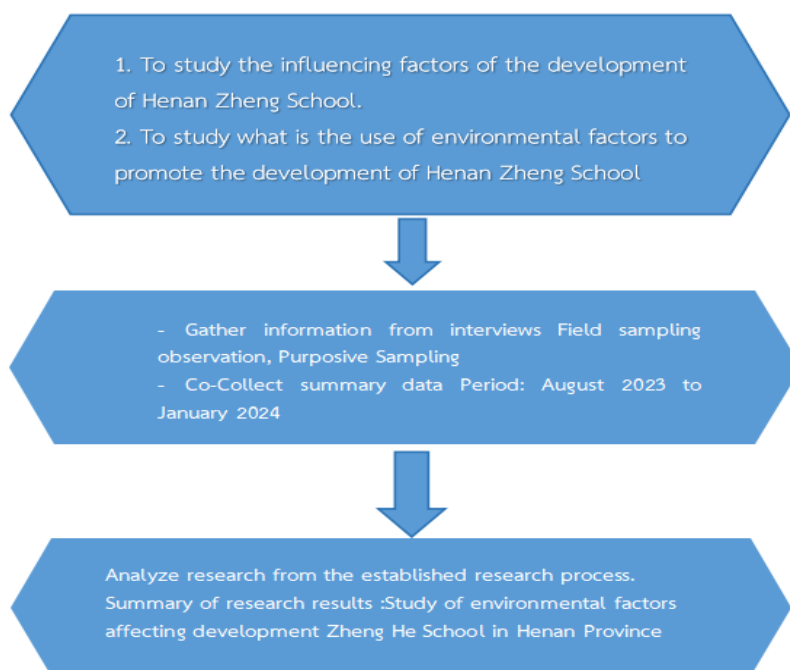 1. To study the influencing factors of the development
of Henan Zheng School.
2. To study what is the use of environmental factors to
promote the development of Henan Zheng School
- Gather information from interviews Field sampling
observation, Purposive Sampling
- Co-Collect summary data Period: August 2023 to
January 2024
Analyze research from the established research process.
Summary of research results :Study of environmental factors
affecting development Zheng He School in Henan Province